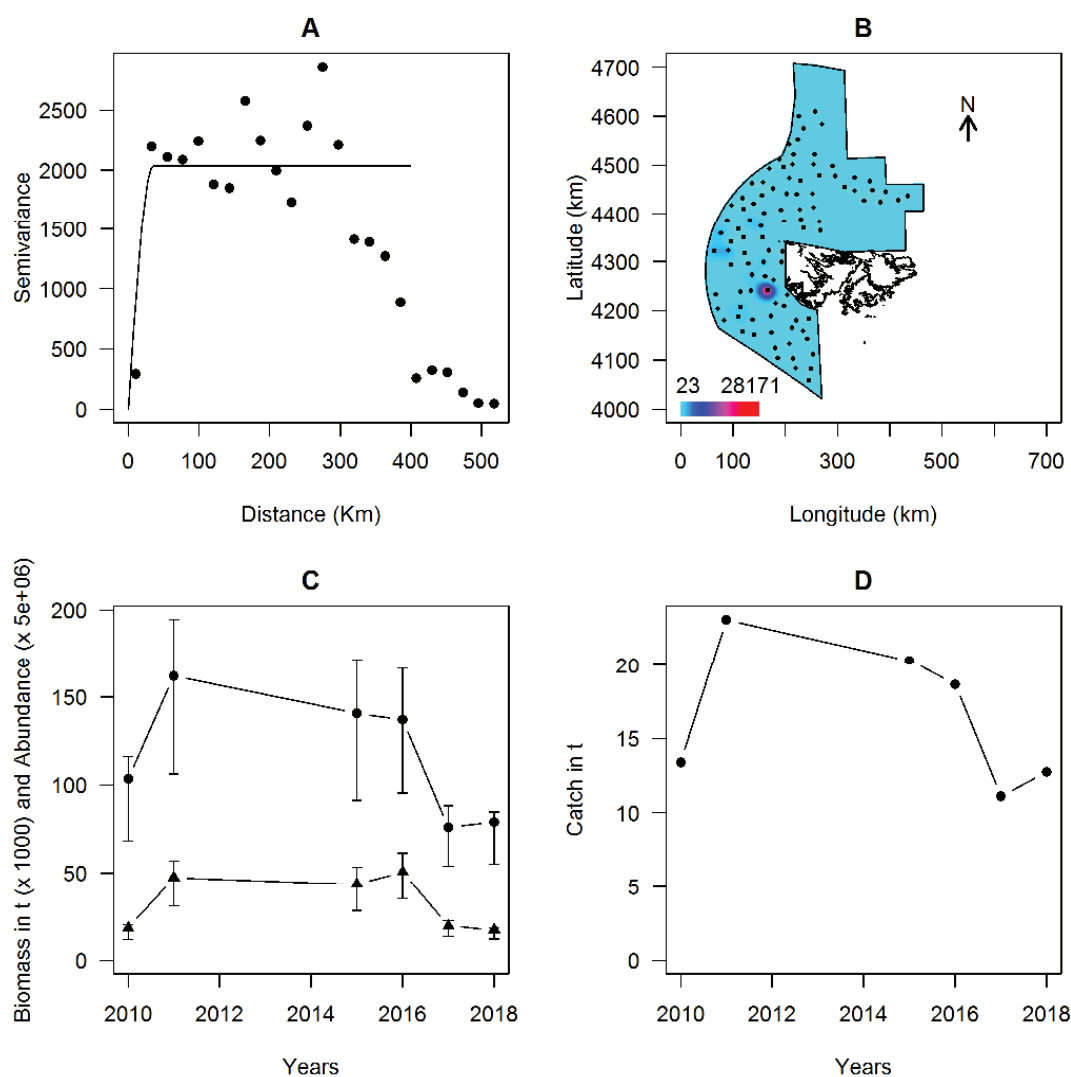 A
Semivariance
2500
2000
1500
1000
500
0
0 100 200 300 400 500
Distance (Km)
B
Latitude (km)
4700
4600
4500
4400
4300
4200
4100
4000
N
23 28171
0 100 300 500 700
Longitude (km)
C
Biomass in t (x 1000) and Abundance (x 5e+06)
200
150
100
50
0
2010 2012 2014 2016 2018
Years
D
Catch in t
20
15
10
5
0
2010 2012 2014 2016 2018
Years